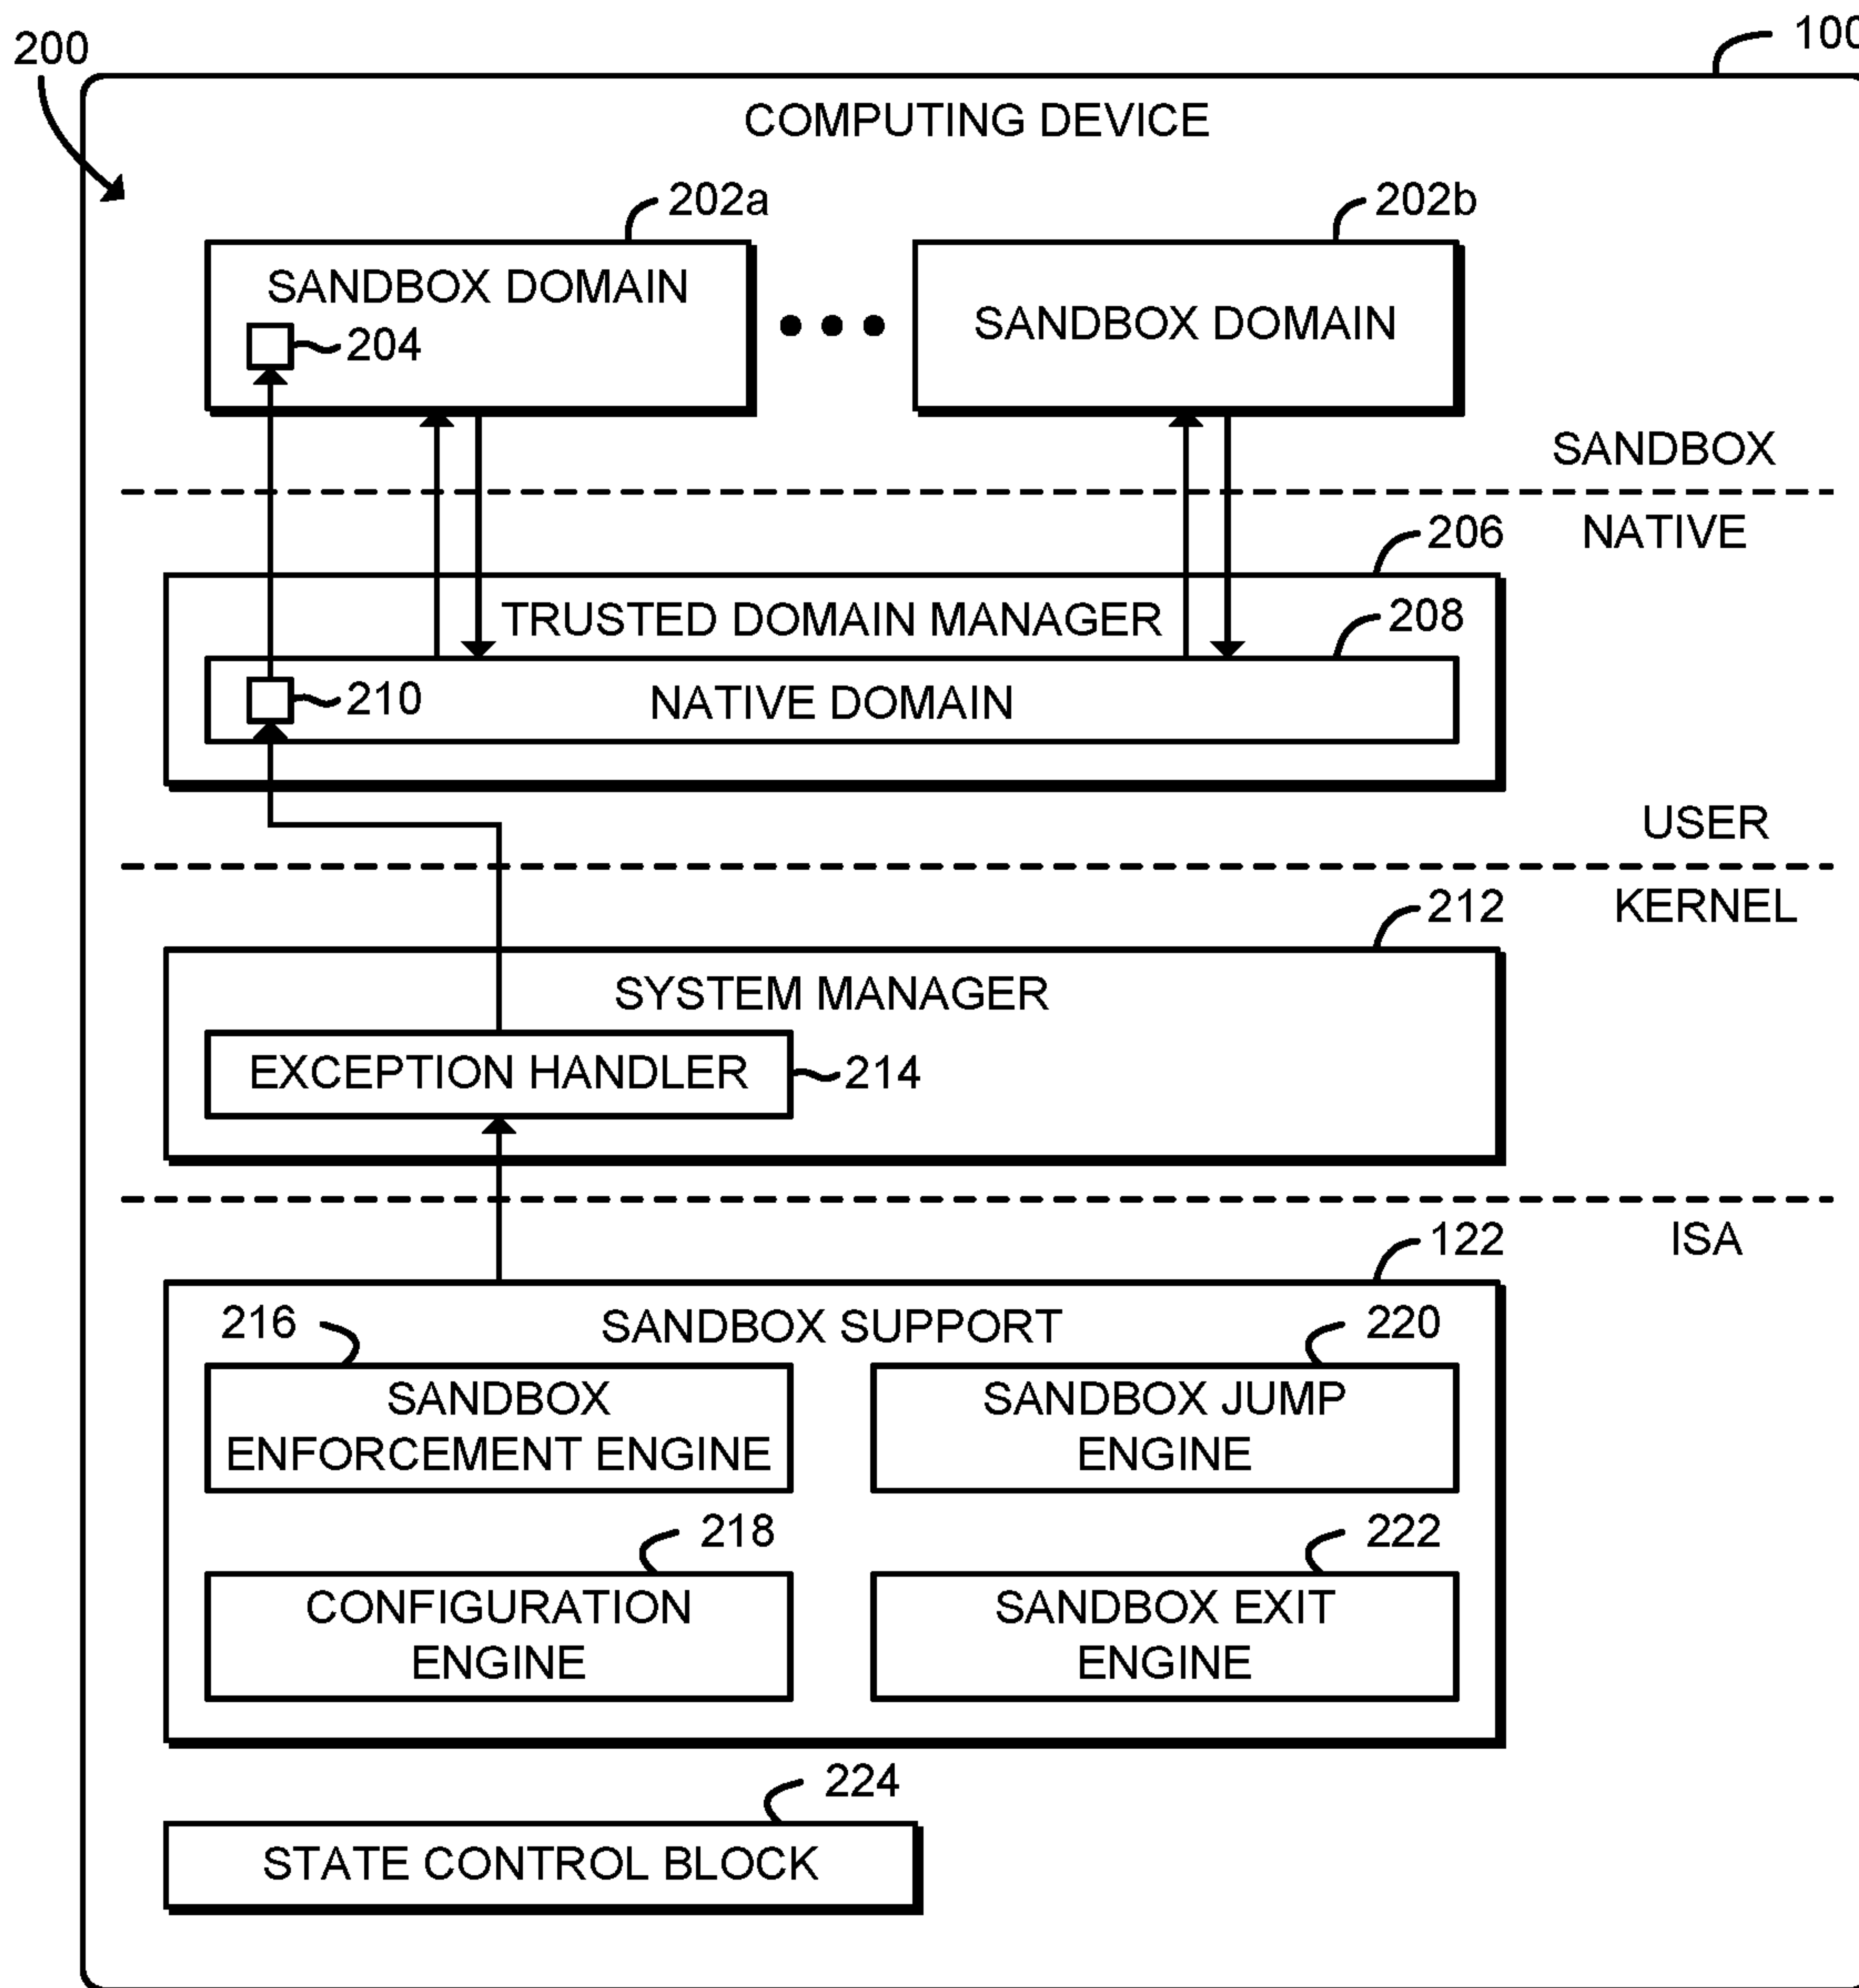 200
100
COMPUTING DEVICE
202a
202b
SANDBOX DOMAIN
SANDBOX DOMAIN
204
SANDBOX
NATIVE
206
TRUSTED DOMAIN MANAGER
208
210
NATIVE DOMAIN
USER
KERNEL
212
SYSTEM MANAGER
EXCEPTION HANDLER
214
ISA
122
SANDBOX SUPPORT
216
220
SANDBOX
ENFORCEMENT ENGINE
SANDBOX JUMP
ENGINE
218
222
CONFIGURATION
ENGINE
SANDBOX EXIT
ENGINE
224
STATE CONTROL BLOCK